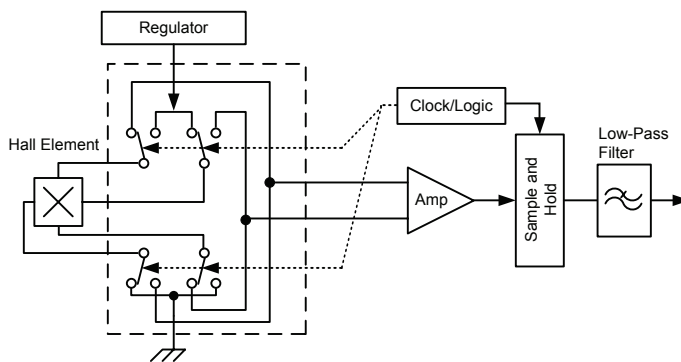 Regulator
Hall Element
Clock/Logic
Low-Pass
Filter
Amp
Sample and
Hold